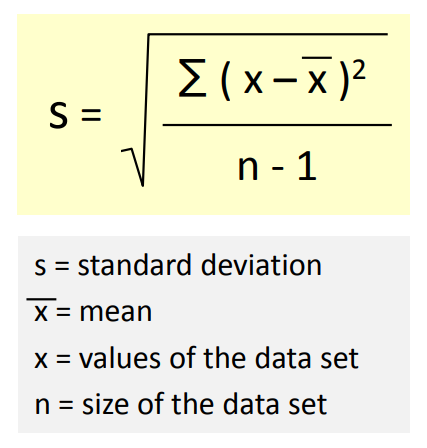 s = √ ∑ ( x – x̅ )²
n - 1
s = standard deviation
x̅ = mean
x = values of the data set
n = size of the data set